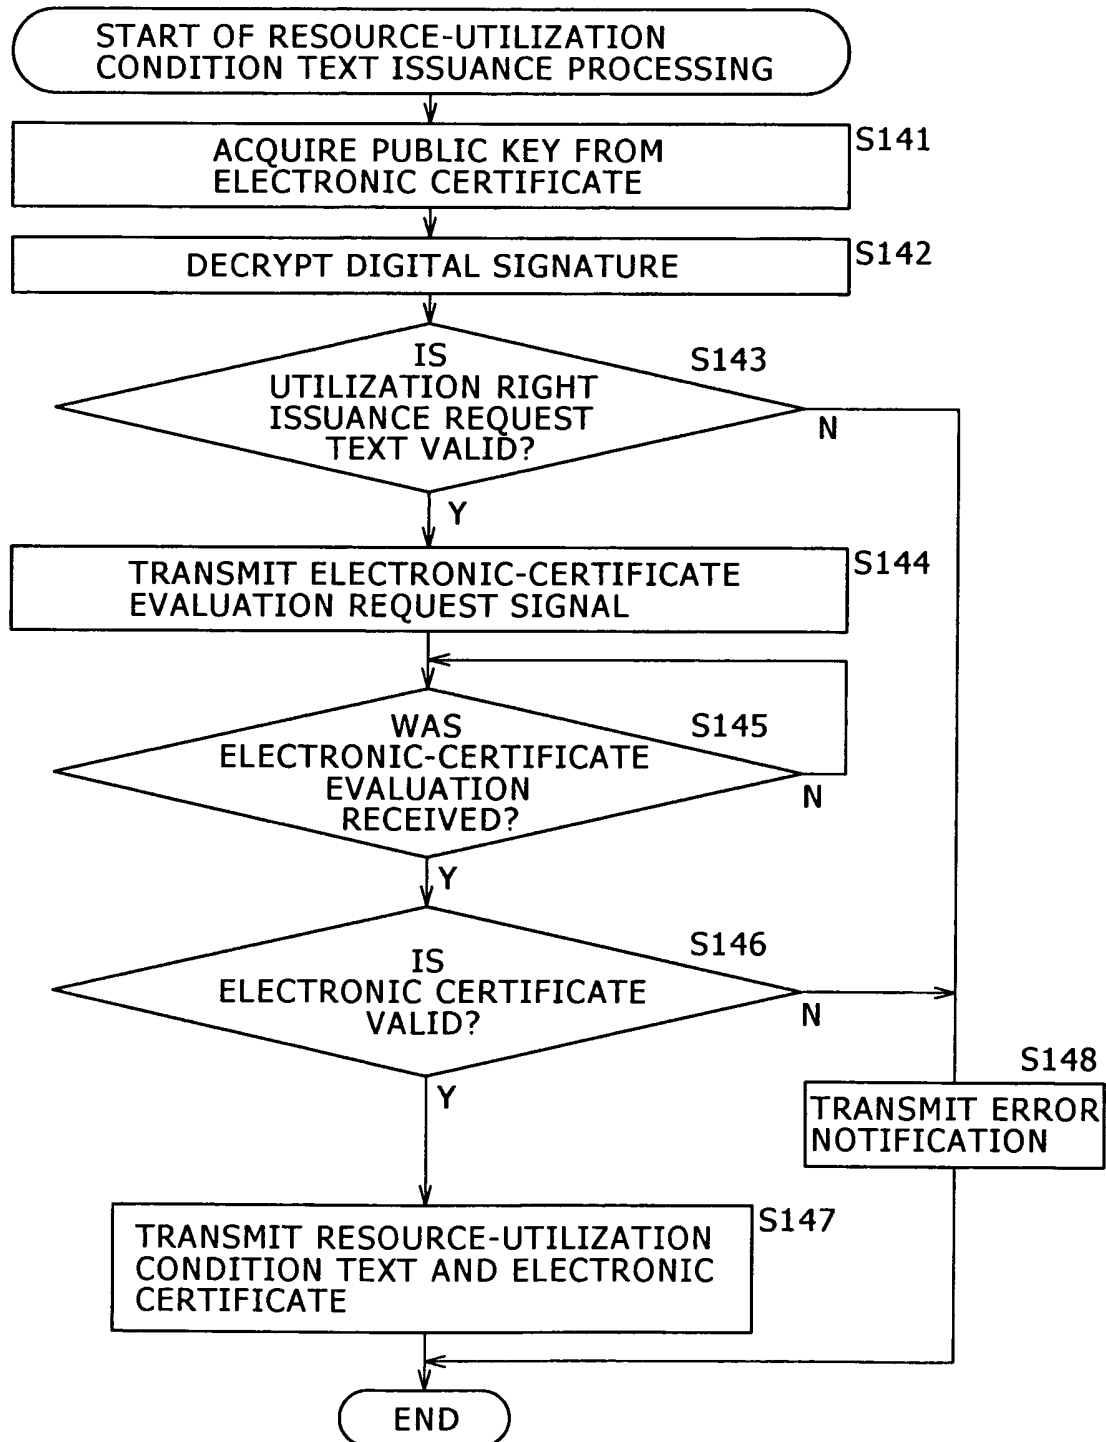 START OF RESOURCE-UTILIZATION
CONDITION TEXT ISSUANCE PROCESSING
ACQUIRE PUBLIC KEY FROM
ELECTRONIC CERTIFICATE
S141
DECRYPT DIGITAL SIGNATURE
S142
IS
UTILIZATION RIGHT
ISSUANCE REQUEST
TEXT VALID?
S143
N
Y
TRANSMIT ELECTRONIC-CERTIFICATE
EVALUATION REQUEST SIGNAL
S144
WAS
ELECTRONIC-CERTIFICATE
EVALUATION
RECEIVED?
S145
N
Y
IS
ELECTRONIC CERTIFICATE
VALID?
S146
N
Y
S148
TRANSMIT ERROR
NOTIFICATION
TRANSMIT RESOURCE-UTILIZATION
CONDITION TEXT AND ELECTRONIC
CERTIFICATE
S147
END